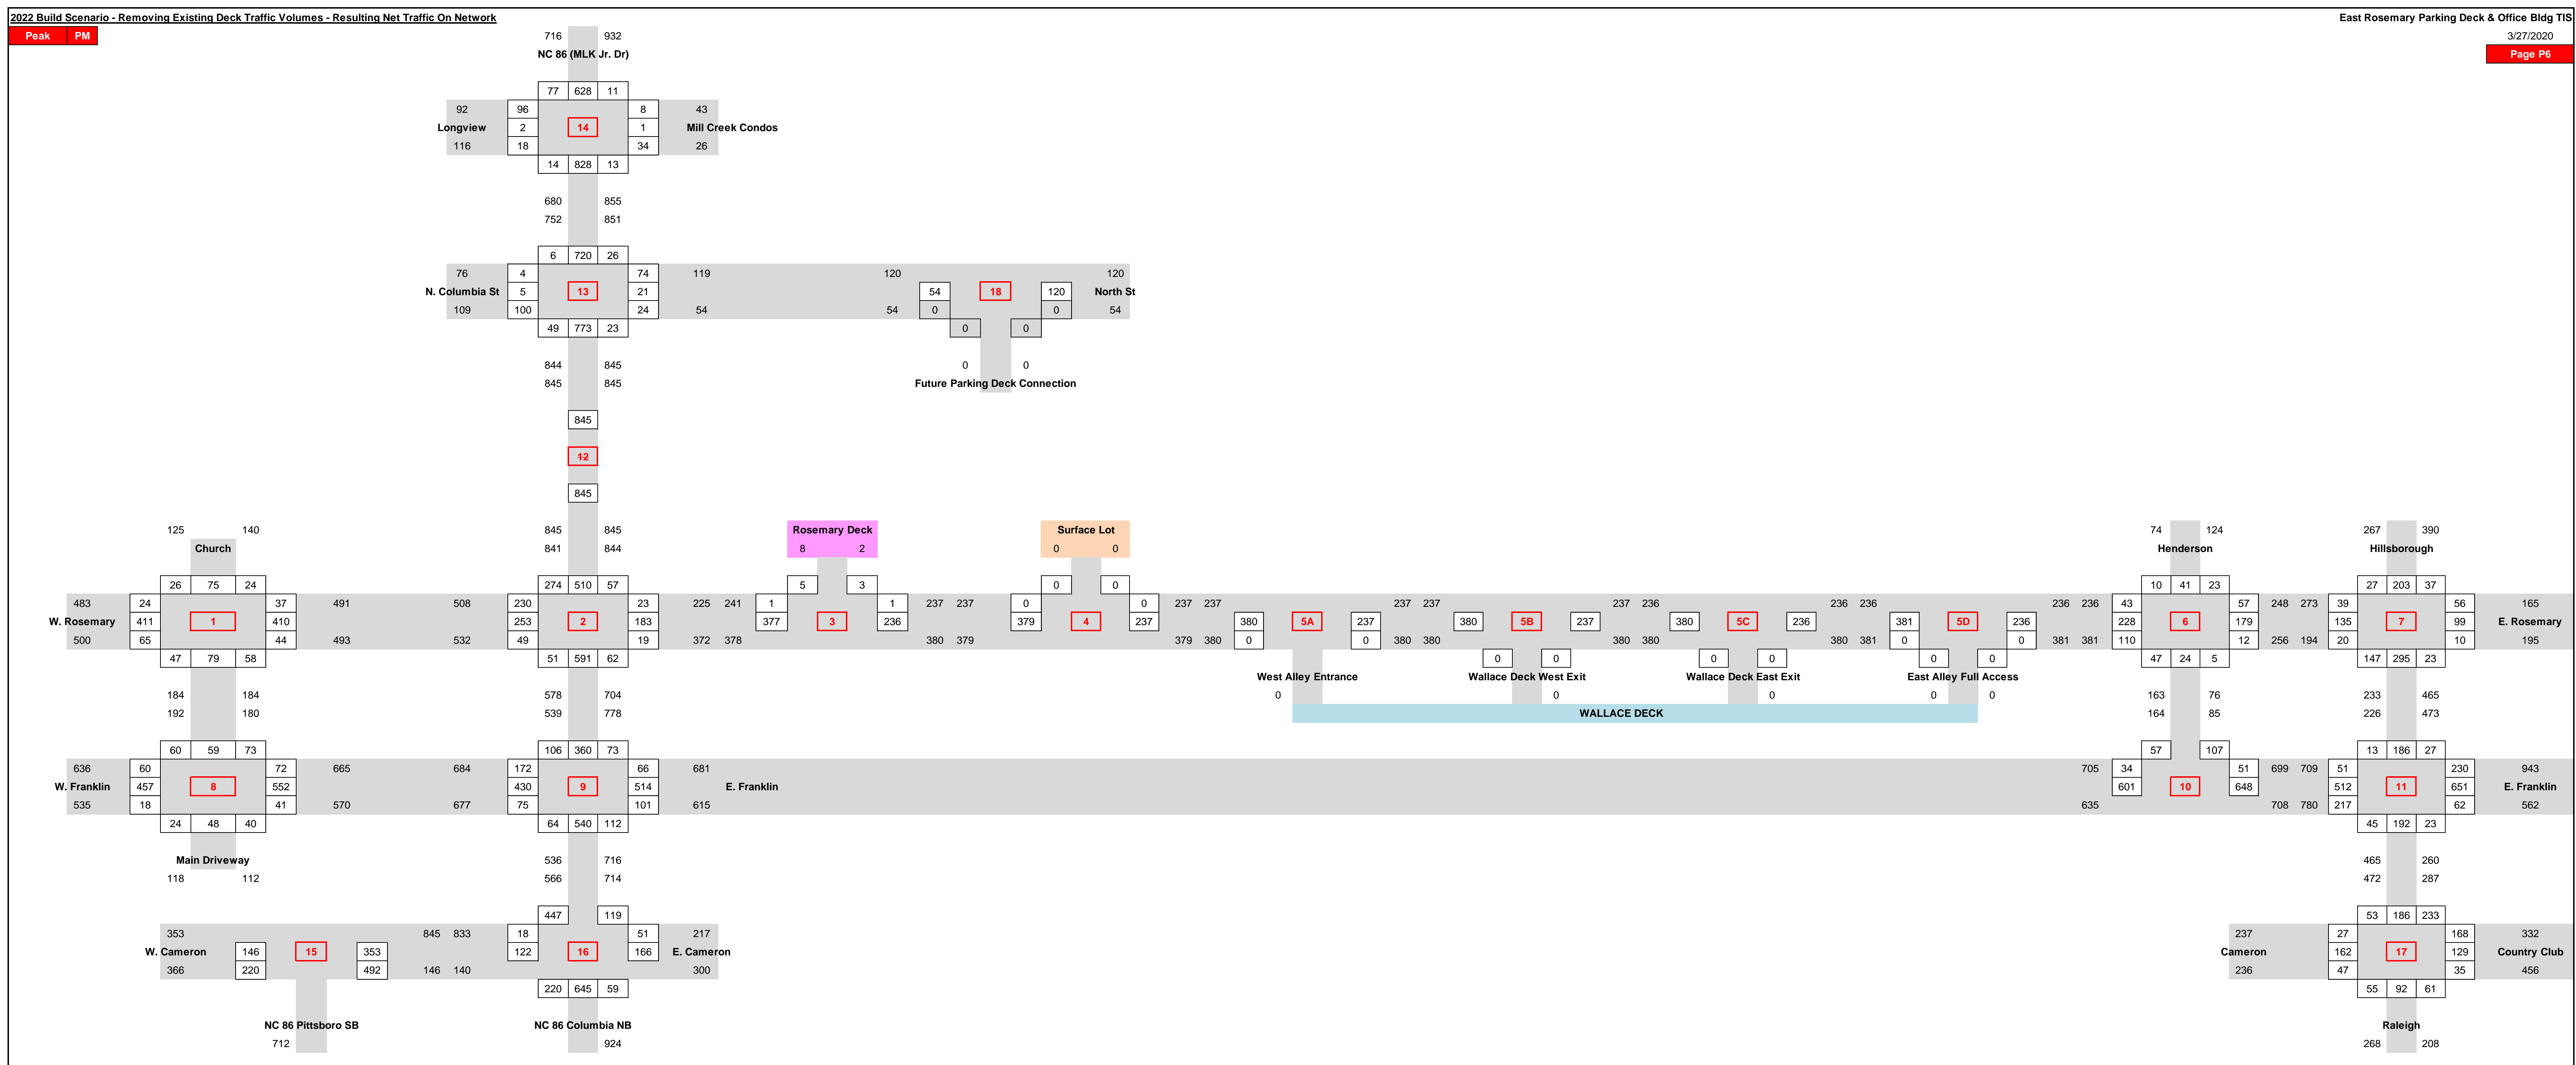 2022 Build Scenario - Removing Existing Deck Traffic Volumes - Resulting Net Traffic On Network East Rosemary Parking Deck & Office Bldg TIS
Peak PM 716 932 3/27/2020
NC 86 (MLK Jr. Dr) Page P6
77 628 11
92 96 8 43
Longview 2 14 1 Mill Creek Condos
116 18 34 26
14 828 13
680 855
752 851
6 720 26
76 4 74 119 120 120
N. Columbia St 5 13 21 54 18 120 North St
109 100 24 54 54 0 0 54
49 773 23 0 0
844 845 0 0
845 845 Future Parking Deck Connection
845
12
845
125 140 845 845 Rosemary Deck Surface Lot 74 124 267 390
Church 841 844 8 2 0 0 Henderson Hillsborough
26 75 24 274 510 57 5 3 0 0 10 41 23 27 203 37
483 24 37 491 508 230 23 225 241 1 1 237 237 0 0 237 237 237 237 237 236 236 236 236 236 43 57 248 273 39 56 165
W. Rosemary 411 1 410 253 2 183 377 3 236 379 4 237 380 5A 237 380 5B 237 380 5C 236 381 5D 236 228 6 179 135 7 99 E. Rosemary
500 65 44 493 532 49 19 372 378 380 379 379 380 0 0 380 380 380 380 380 381 0 0 381 381 110 12 256 194 20 10 195
47 79 58 51 591 62 0 0 0 0 0 0 47 24 5 147 295 23
West Alley Entrance Wallace Deck West Exit Wallace Deck East Exit East Alley Full Access
184 184 578 704 0 0 0 0 0 163 76 233 465
192 180 539 778 WALLACE DECK 164 85 226 473
60 59 73 106 360 73 57 107 13 186 27
636 60 72 665 684 172 66 681 705 34 51 699 709 51 230 943
W. Franklin 457 8 552 430 9 514 E. Franklin 601 10 648 512 11 651 E. Franklin
535 18 41 570 677 75 101 615 635 708 780 217 62 562
24 48 40 64 540 112 45 192 23
Main Driveway 536 716 465 260
118 112 566 714 472 287
447 119 53 186 233
353 845 833 18 51 217 237 27 168 332
W. Cameron 146 15 353 122 16 166 E. Cameron Cameron 162 17 129 Country Club
366 220 492 146 140 300 236 47 35 456
220 645 59 55 92 61
NC 86 Pittsboro SB NC 86 Columbia NB Raleigh
712 924 268 208